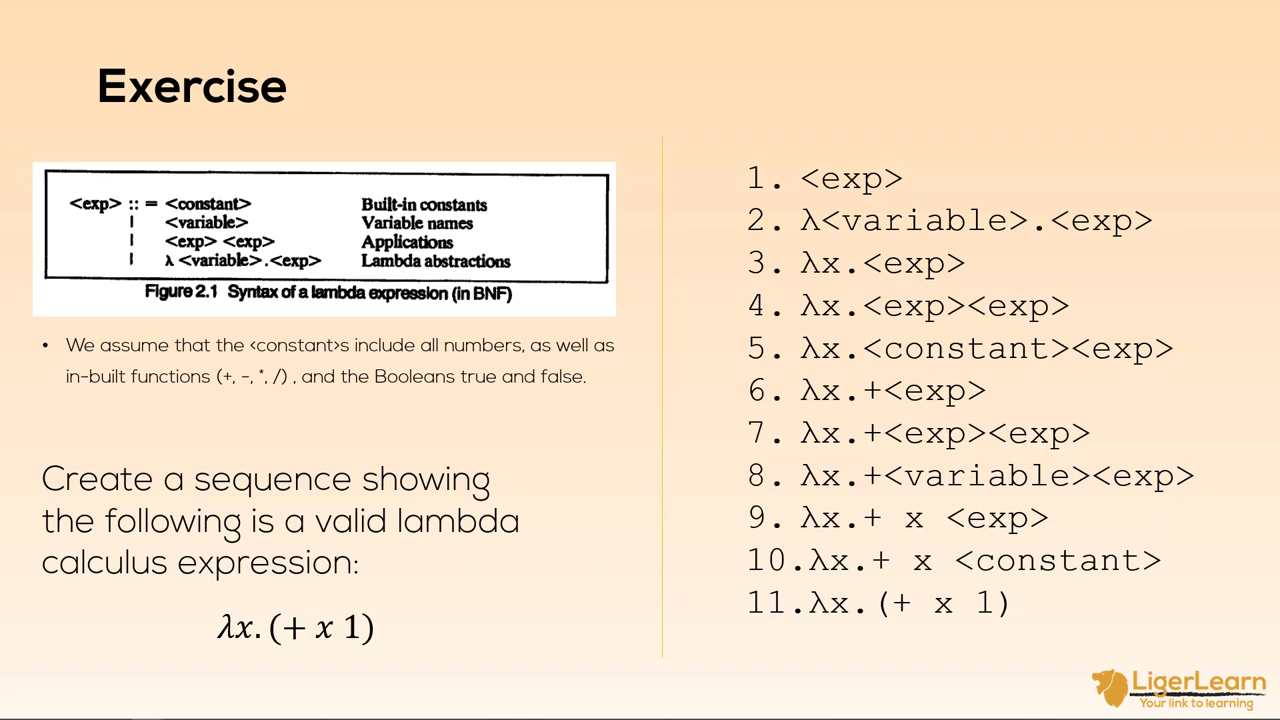 Exercise
<exp> :: = <constant> Built-in constants
| <variable> Variable names
| <exp> <exp> Applications
| λ <variable>.<exp> Lambda abstractions
Figure 2.1 Syntax of a lambda expression (in BNF)
• We assume that the <constant>s include all numbers, as well as
in-built functions (+, -, *, /) , and the Booleans true and false.
Create a sequence showing
the following is a valid lambda
calculus expression:
λx. (+ x 1)
1. <exp>
2. λ<variable>.<exp>
3. λx.<exp>
4. λx.<exp><exp>
5. λx.<constant><exp>
6. λx.+<exp>
7. λx.+<exp><exp>
8. λx.+<variable><exp>
9. λx.+ x <exp>
10.λx.+ x <constant>
11.λx.(+ x 1)
LigerLearn
Your link to learning